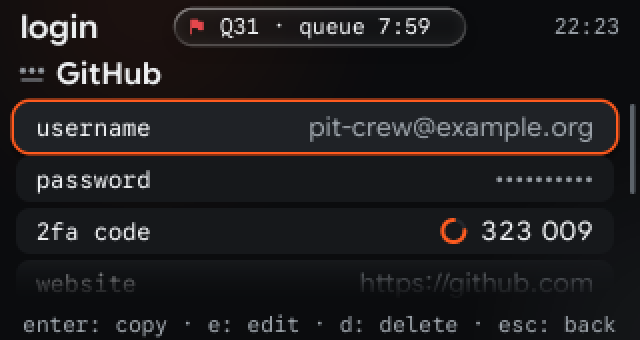 login Q31 · queue 7:59 22:23
GitHub
username pit-crew@example.org
password ••••••••••
2fa code 323 009
website https://github.com
enter: copy · e: edit · d: delete · esc: back